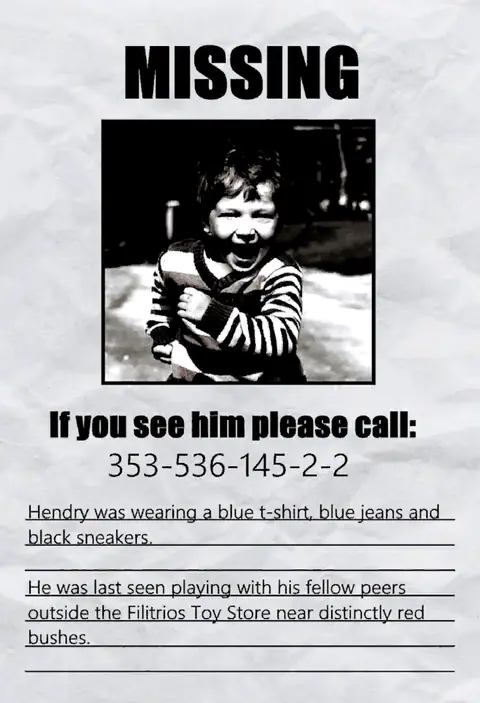 MISSING
If you see him please call:
353-536-145-2-2
Hendry was wearing a blue t-shirt, blue jeans and
black sneakers.
He was last seen playing with his fellow peers
outside the Filitrios Toy Store near distinctly red
bushes.